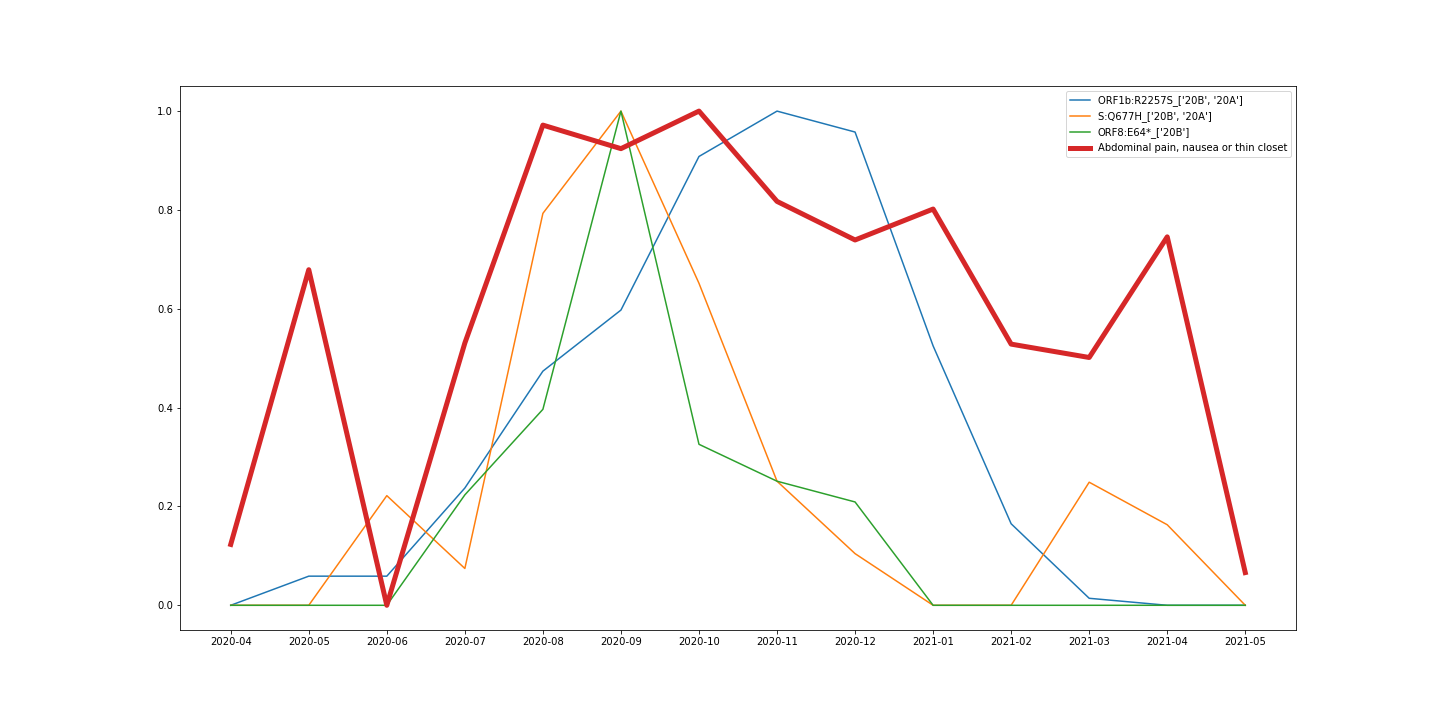 ORF1b:R2257S_['20B', '20A']
S:Q677H_['20B', '20A']
ORF8:E64*_['20B']
Abdominal pain, nausea or thin closet
1.0
0.8
0.6
0.4
0.2
0.0
2020-04 2020-05 2020-06 2020-07 2020-08 2020-09 2020-10 2020-11 2020-12 2021-01 2021-02 2021-03 2021-04 2021-05